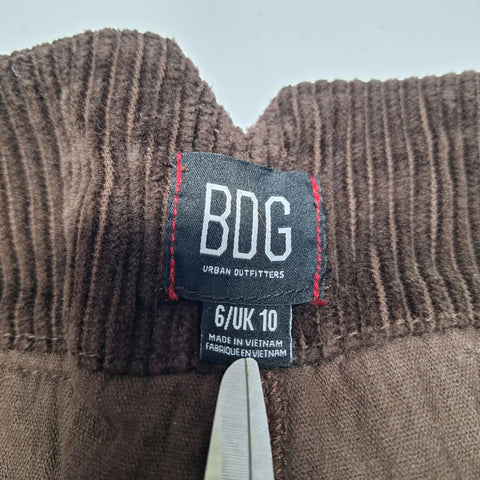 BDG
URBAN OUTFITTERS
6/UK 10
MADE IN VIETNAM
FABRIQUE EN VIETNAM